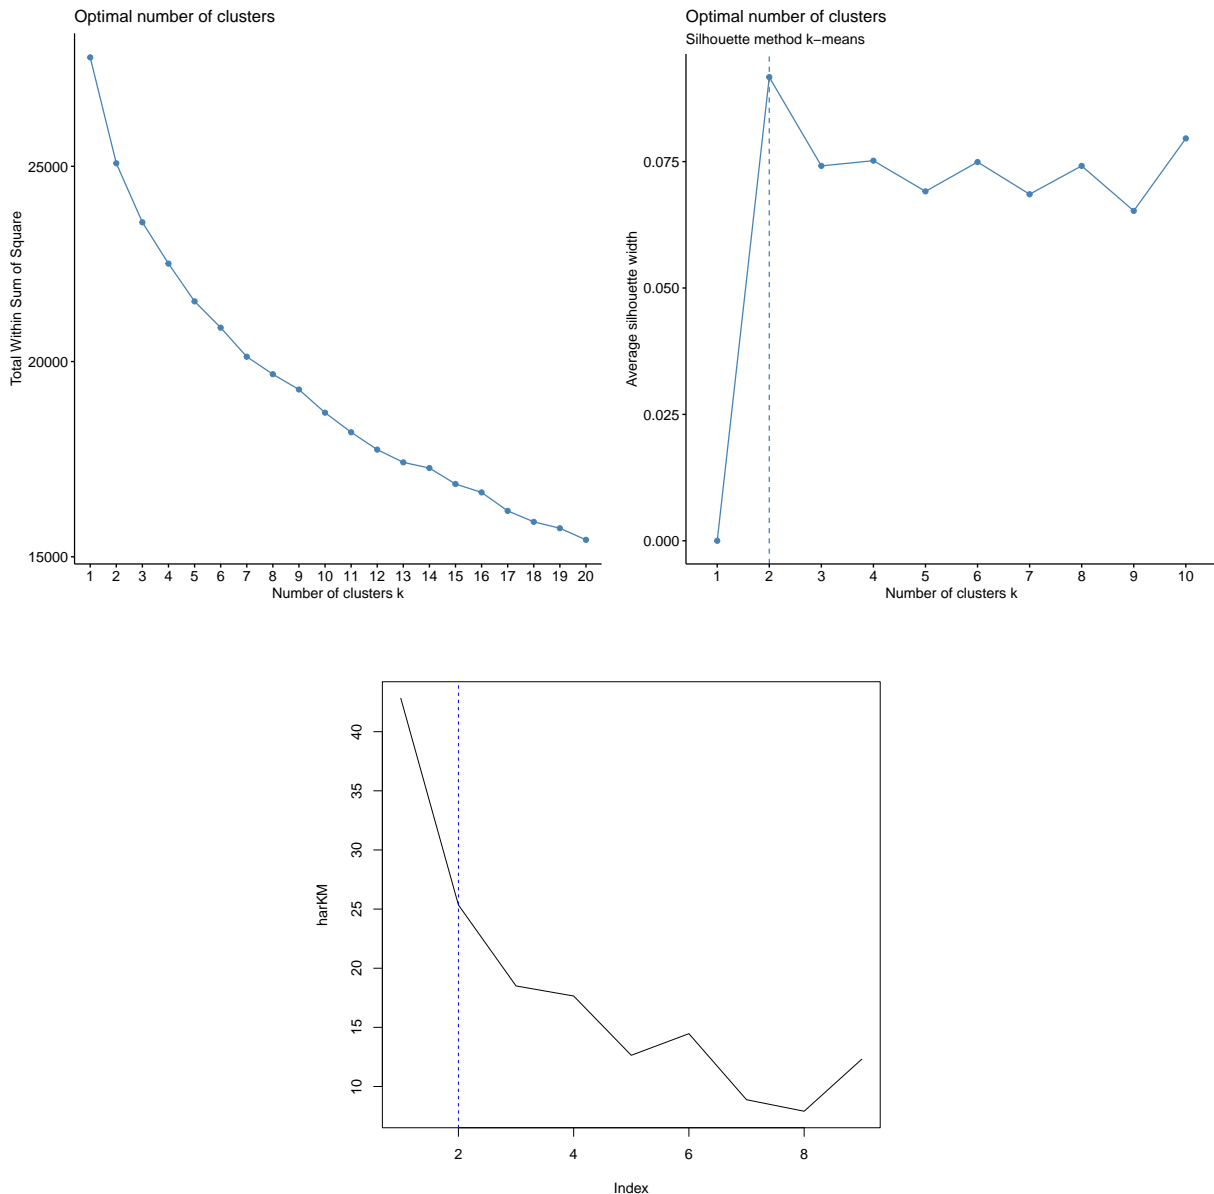 Optimal number of clusters
Total Within Sum of Square
25000
20000
15000
1 2 3 4 5 6 7 8 9 10 11 12 13 14 15 16 17 18 19 20
Number of clusters k
Optimal number of clusters
Silhouette method k−means
Average silhouette width
0.075
0.050
0.025
0.000
1 2 3 4 5 6 7 8 9 10
Number of clusters k
harKM
40
35
30
25
20
15
10
2 4 6 8
Index